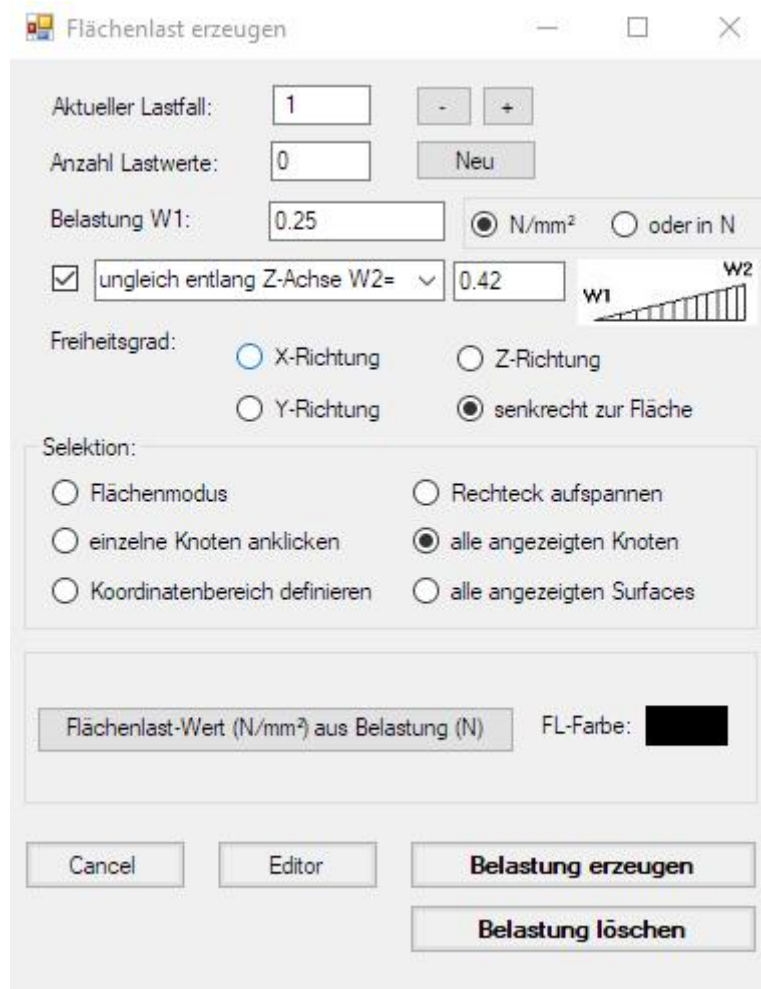 Flächenlast erzeugen
Aktueller Lastfall: 1 - +
Anzahl Lastwerte: 0 Neu
Belastung W1: 0.25 N/mm² oder in N
ungleich entlang Z-Achse W2= 0.42 W1 W2
Freiheitsgrad: X-Richtung Z-Richtung
Y-Richtung senkrecht zur Fläche
Selektion:
Flächenmodus Rechteck aufspannen
einzelne Knoten anklicken alle angezeigten Knoten
Koordinatenbereich definieren alle angezeigten Surfaces
Flächenlast-Wert (N/mm²) aus Belastung (N) FL-Farbe:
Cancel Editor Belastung erzeugen
Belastung löschen